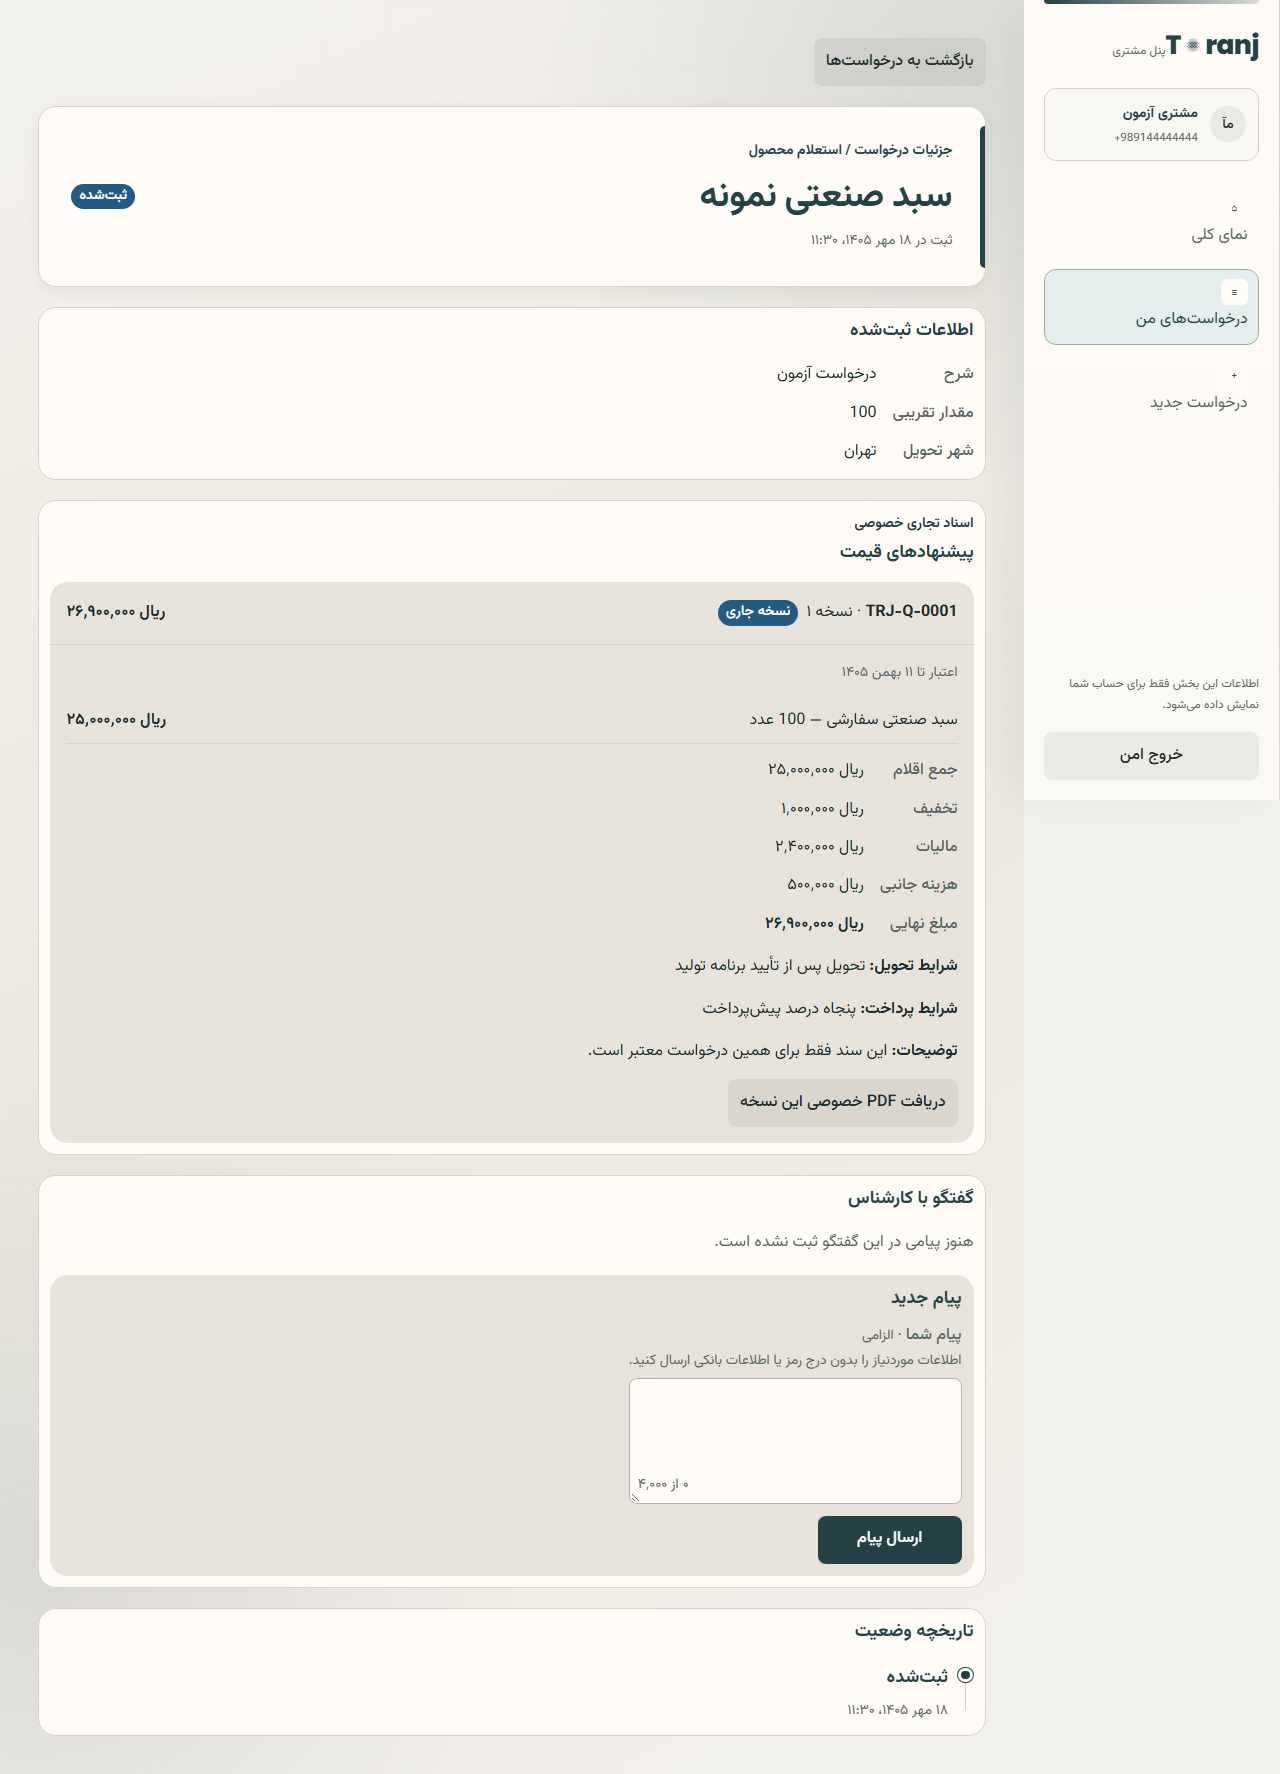 Toranj پنل مشتری
مآ
مشتری آزمون
+989144444444
نمای کلی
درخواست‌های من
درخواست جدید
اطلاعات این بخش فقط برای حساب شما
نمایش داده می‌شود.
خروج امن
بازگشت به درخواست‌ها
جزئیات درخواست / استعلام محصول
سبد صنعتی نمونه
ثبت‌شده
ثبت در ۱۸ مهر ۱۴۰۵، ۱۱:۳۰
اطلاعات ثبت‌شده
شرح درخواست آزمون
مقدار تقریبی 100
شهر تحویل تهران
اسناد تجاری خصوصی
پیشنهادهای قیمت
TRJ-Q-0001 · نسخه ۱ نسخه جاری ۲۶٬۹۰۰٬۰۰۰ ریال
اعتبار تا ۱۱ بهمن ۱۴۰۵
سبد صنعتی سفارشی — 100 عدد ۲۵٬۰۰۰٬۰۰۰ ریال
جمع اقلام ۲۵٬۰۰۰٬۰۰۰ ریال
تخفیف ۱٬۰۰۰٬۰۰۰ ریال
مالیات ۲٬۴۰۰٬۰۰۰ ریال
هزینه جانبی ۵۰۰٬۰۰۰ ریال
مبلغ نهایی ۲۶٬۹۰۰٬۰۰۰ ریال
شرایط تحویل: تحویل پس از تأیید برنامه تولید
شرایط پرداخت: پنجاه درصد پیش‌پرداخت
توضیحات: این سند فقط برای همین درخواست معتبر است.
دریافت PDF خصوصی این نسخه
گفتگو با کارشناس
هنوز پیامی در این گفتگو ثبت نشده است.
پیام جدید
پیام شما · الزامی
اطلاعات موردنیاز را بدون درج رمز یا اطلاعات بانکی ارسال کنید.
۰ از ۴٬۰۰۰
ارسال پیام
تاریخچه وضعیت
ثبت‌شده
۱۸ مهر ۱۴۰۵، ۱۱:۳۰